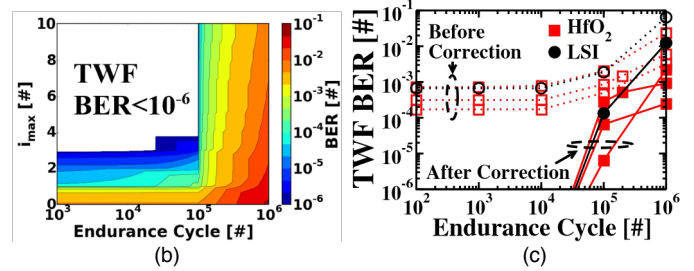 10
8
6
4
2
0
i_max [#]
TWF
BER<10^-6
10^3
10^4
10^5
10^6
Endurance Cycle [#]
10^-1
10^-2
10^-3
10^-4
10^-5
10^-6
BER [#]
(b)
TWF BER [#]
10^-1
10^-2
10^-3
10^-4
10^-5
10^-6
Before
Correction
HfO₂
LSI
After Correction
10^2
10^3
10^4
10^5
10^6
Endurance Cycle [#]
(c)